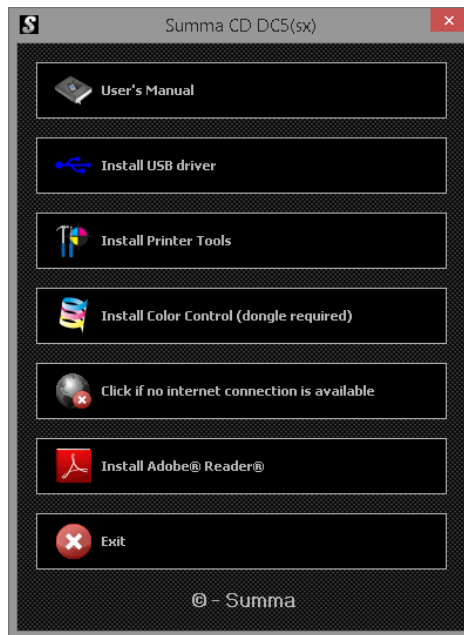 S
Summa CD DC5(sx)
User's Manual
Install USB driver
Install Printer Tools
Install Color Control (dongle required)
Click if no internet connection is available
Install Adobe® Reader®
Exit
© - Summa